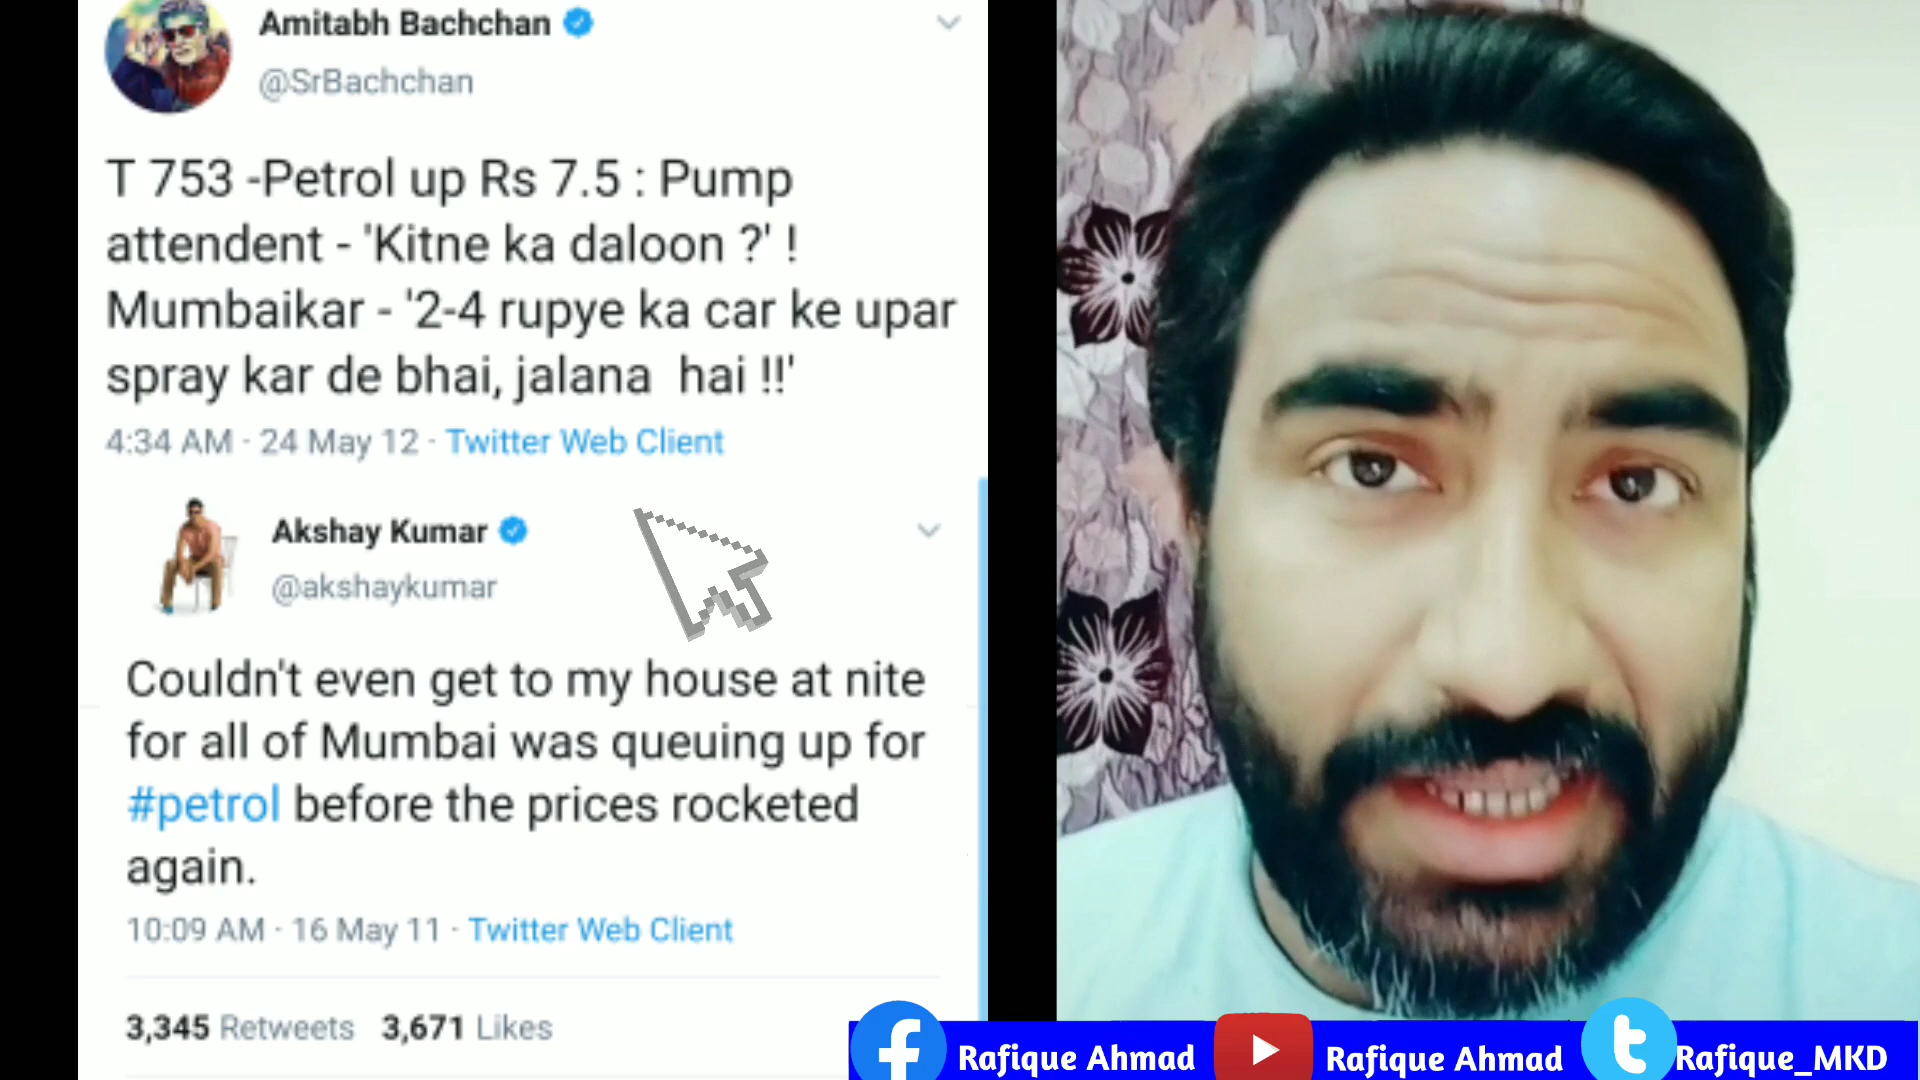 Amitabh Bachchan
@SrBachchan
T 753 -Petrol up Rs 7.5 : Pump
attendent - 'Kitne ka daloon ?' !
Mumbaikar - '2-4 rupye ka car ke upar
spray kar de bhai, jalana  hai !!'
4:34 AM · 24 May 12 · Twitter Web Client
Akshay Kumar
@akshaykumar
Couldn't even get to my house at nite
for all of Mumbai was queuing up for
#petrol before the prices rocketed
again.
10:09 AM · 16 May 11 · Twitter Web Client
3,345 Retweets 3,671 Likes
Rafique Ahmad
Rafique Ahmad
Rafique_MKD